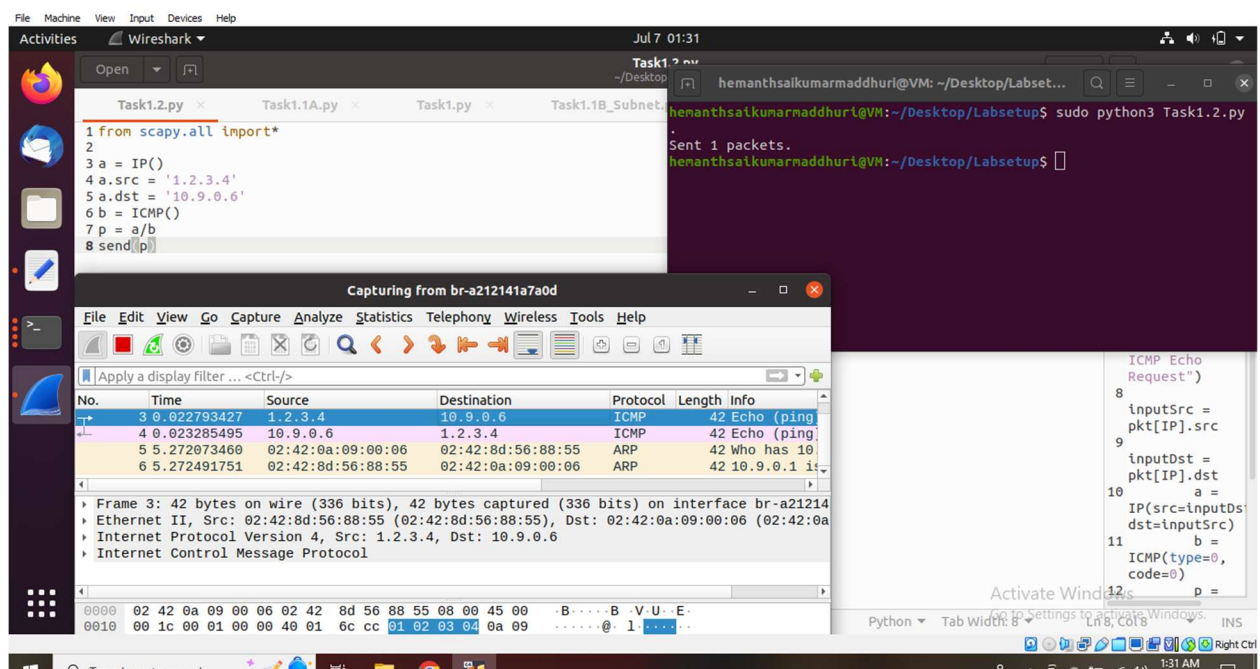 File Machine View Input Devices Help
Activities Wireshark Jul 7 01:31
Open Task1.2.py
~/Desktop
hemanthsaikumarmaddhuri@VM: ~/Desktop/Labset...
Task1.2.py Task1.1A.py Task1.py Task1.1B_Subnet.
1 from scapy.all import*
2
3 a = IP()
4 a.src = '1.2.3.4'
5 a.dst = '10.9.0.6'
6 b = ICMP()
7 p = a/b
8 send(p)
hemanthsaikumarmaddhuri@VM:~/Desktop/Labsetup$ sudo python3 Task1.2.py
.
Sent 1 packets.
hemanthsaikumarmaddhuri@VM:~/Desktop/Labsetup$
Capturing from br-a212141a7a0d
File Edit View Go Capture Analyze Statistics Telephony Wireless Tools Help
Apply a display filter ... <Ctrl-/>
No. Time Source Destination Protocol Length Info
3 0.022793427 1.2.3.4 10.9.0.6 ICMP 42 Echo (ping)
4 0.023285495 10.9.0.6 1.2.3.4 ICMP 42 Echo (ping)
5 5.272073460 02:42:0a:09:00:06 02:42:8d:56:88:55 ARP 42 Who has 10
6 5.272491751 02:42:8d:56:88:55 02:42:0a:09:00:06 ARP 42 10.9.0.1 is
Frame 3: 42 bytes on wire (336 bits), 42 bytes captured (336 bits) on interface br-a21214
Ethernet II, Src: 02:42:8d:56:88:55 (02:42:8d:56:88:55), Dst: 02:42:0a:09:00:06 (02:42:0a
Internet Protocol Version 4, Src: 1.2.3.4, Dst: 10.9.0.6
Internet Control Message Protocol
0000 02 42 0a 09 00 06 02 42 8d 56 88 55 08 00 45 00 ·B·····B ·V·U··E·
0010 00 1c 00 01 00 00 40 01 6c cc 01 02 03 04 0a 09 ······@· l·······
ICMP Echo
Request")
8
inputSrc =
pkt[IP].src
9
inputDst =
pkt[IP].dst
10 a =
IP(src=inputDs
dst=inputSrc)
11 b =
ICMP(type=0,
code=0)
12 p =
Activate Windows
Go to Settings to activate Windows.
Python Tab Width: 8 Ln 8, Col 8 INS
Right Ctrl
1:31 AM